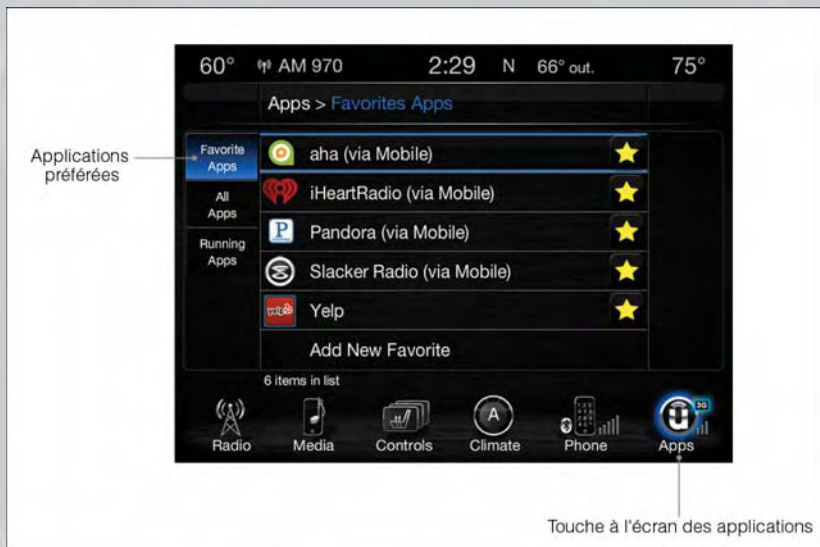 60° AM 970 2:29 N 66° out. 75°
Apps > Favorites Apps
Applications
préférées
Favorite
Apps
All
Apps
Running
Apps
aha (via Mobile)
iHeartRadio (via Mobile)
P Pandora (via Mobile)
Slacker Radio (via Mobile)
yelp Yelp
Add New Favorite
6 items in list
A
3G
Radio Media Controls Climate Phone Apps
Touche à l'écran des applications